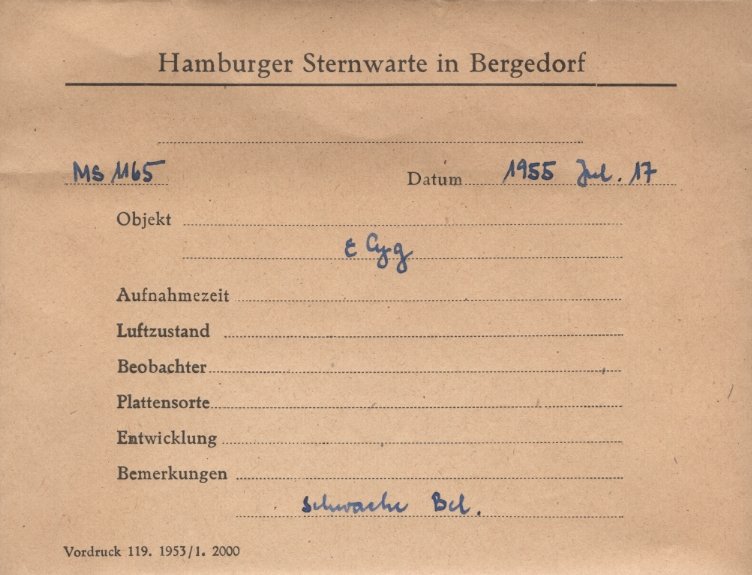 Hamburger Sternwarte in Bergedorf
MS 1165 Datum 1955 Jul. 17
Objekt
ε Cyg
Aufnahmezeit
Luftzustand
Beobachter
Plattensorte
Entwicklung
Bemerkungen
schwache Bel.
Vordruck 119. 1953/1. 2000